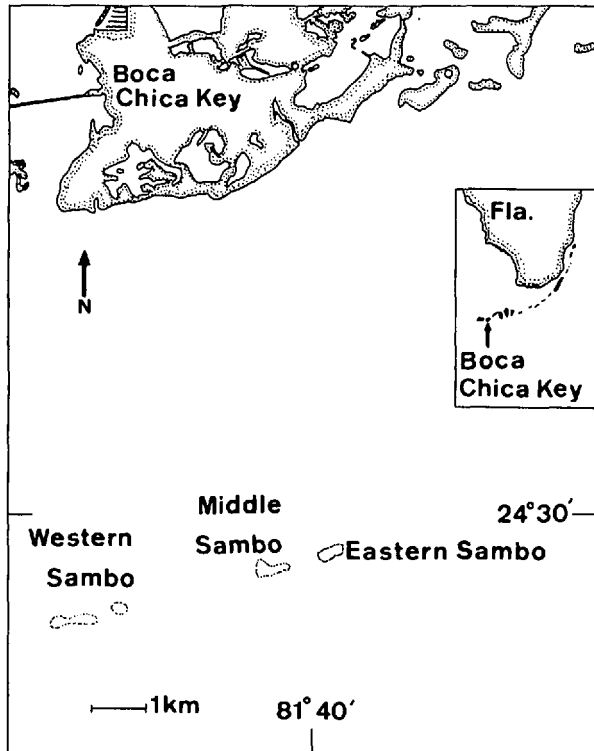 Boca
Chica Key
N
Fla.
Boca
Chica Key
24°30′
Middle
Sambo
Western
Sambo
Eastern Sambo
1km
81°40′